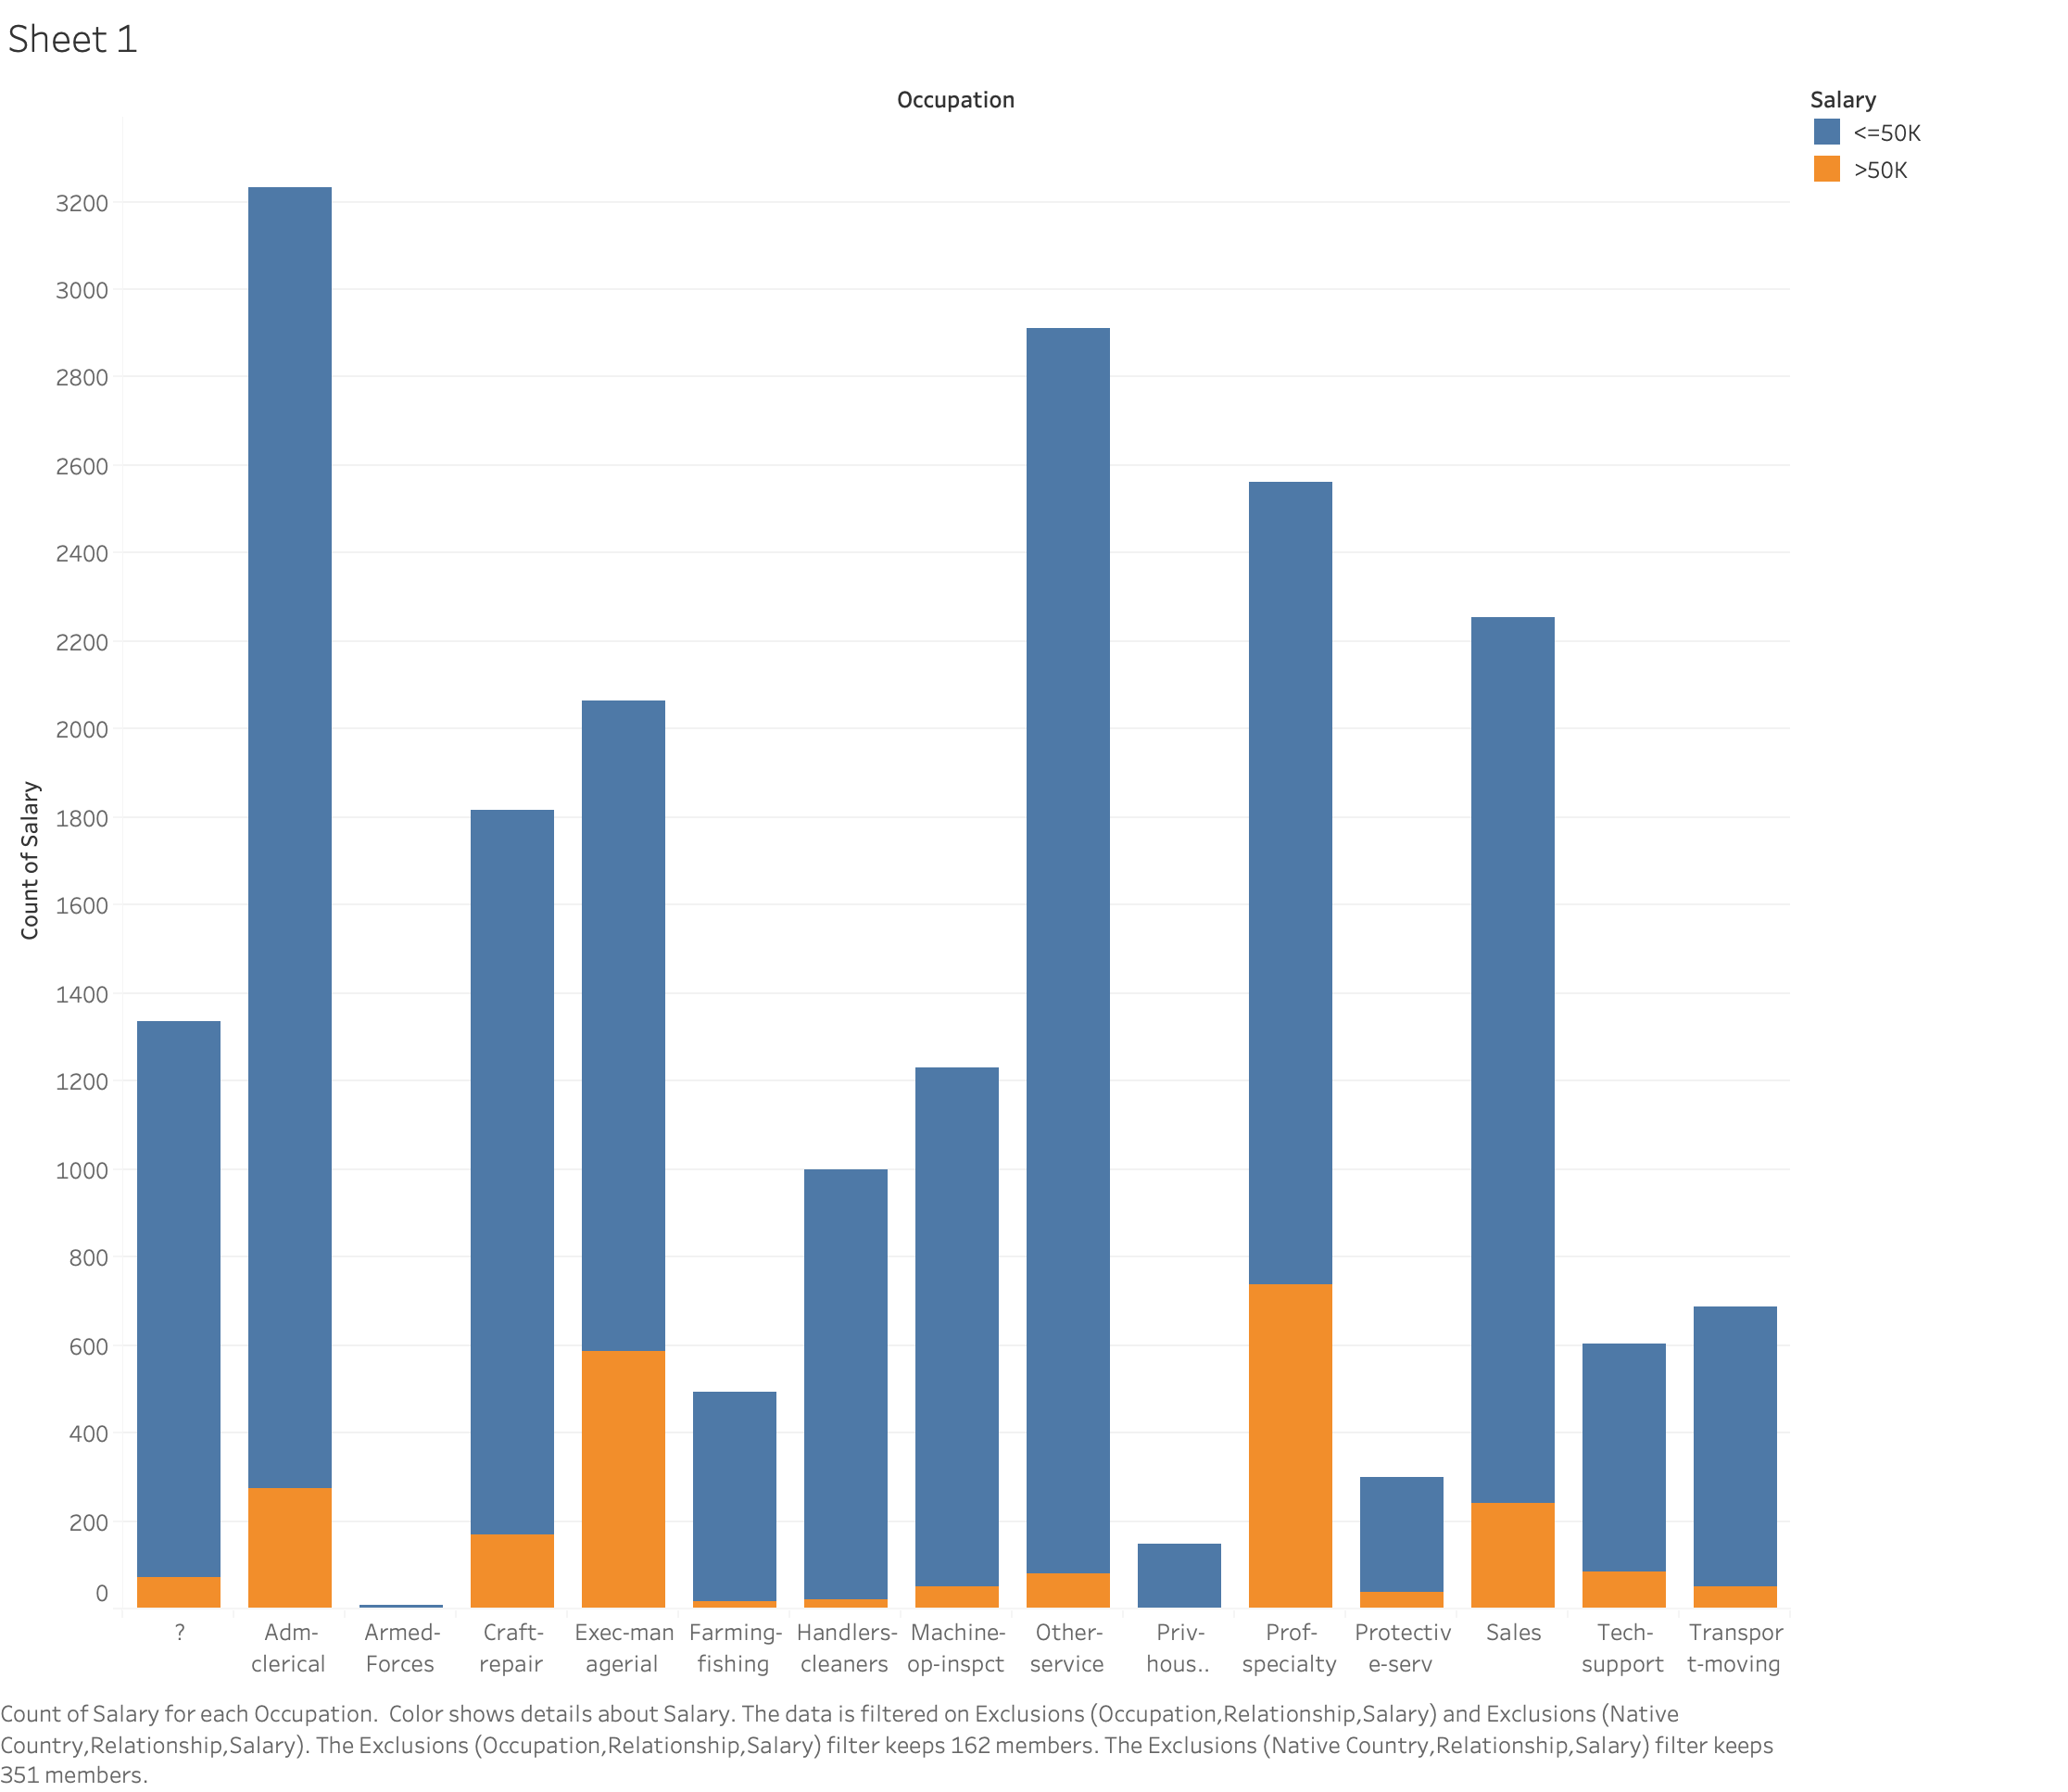 Sheet 1
Occupation
Salary
<=50K
>50K
3200
3000
2800
2600
2400
2200
2000
1800
1600
1400
1200
1000
800
600
400
200
0
Count of Salary
? Adm- Armed- Craft- Exec-man Farming- Handlers- Machine- Other- Priv- Prof- Protectiv Sales Tech- Transpor
clerical Forces repair agerial fishing cleaners op-inspct service hous.. specialty e-serv support t-moving
Count of Salary for each Occupation.  Color shows details about Salary. The data is filtered on Exclusions (Occupation,Relationship,Salary) and Exclusions (Native
Country,Relationship,Salary). The Exclusions (Occupation,Relationship,Salary) filter keeps 162 members. The Exclusions (Native Country,Relationship,Salary) filter keeps
351 members.